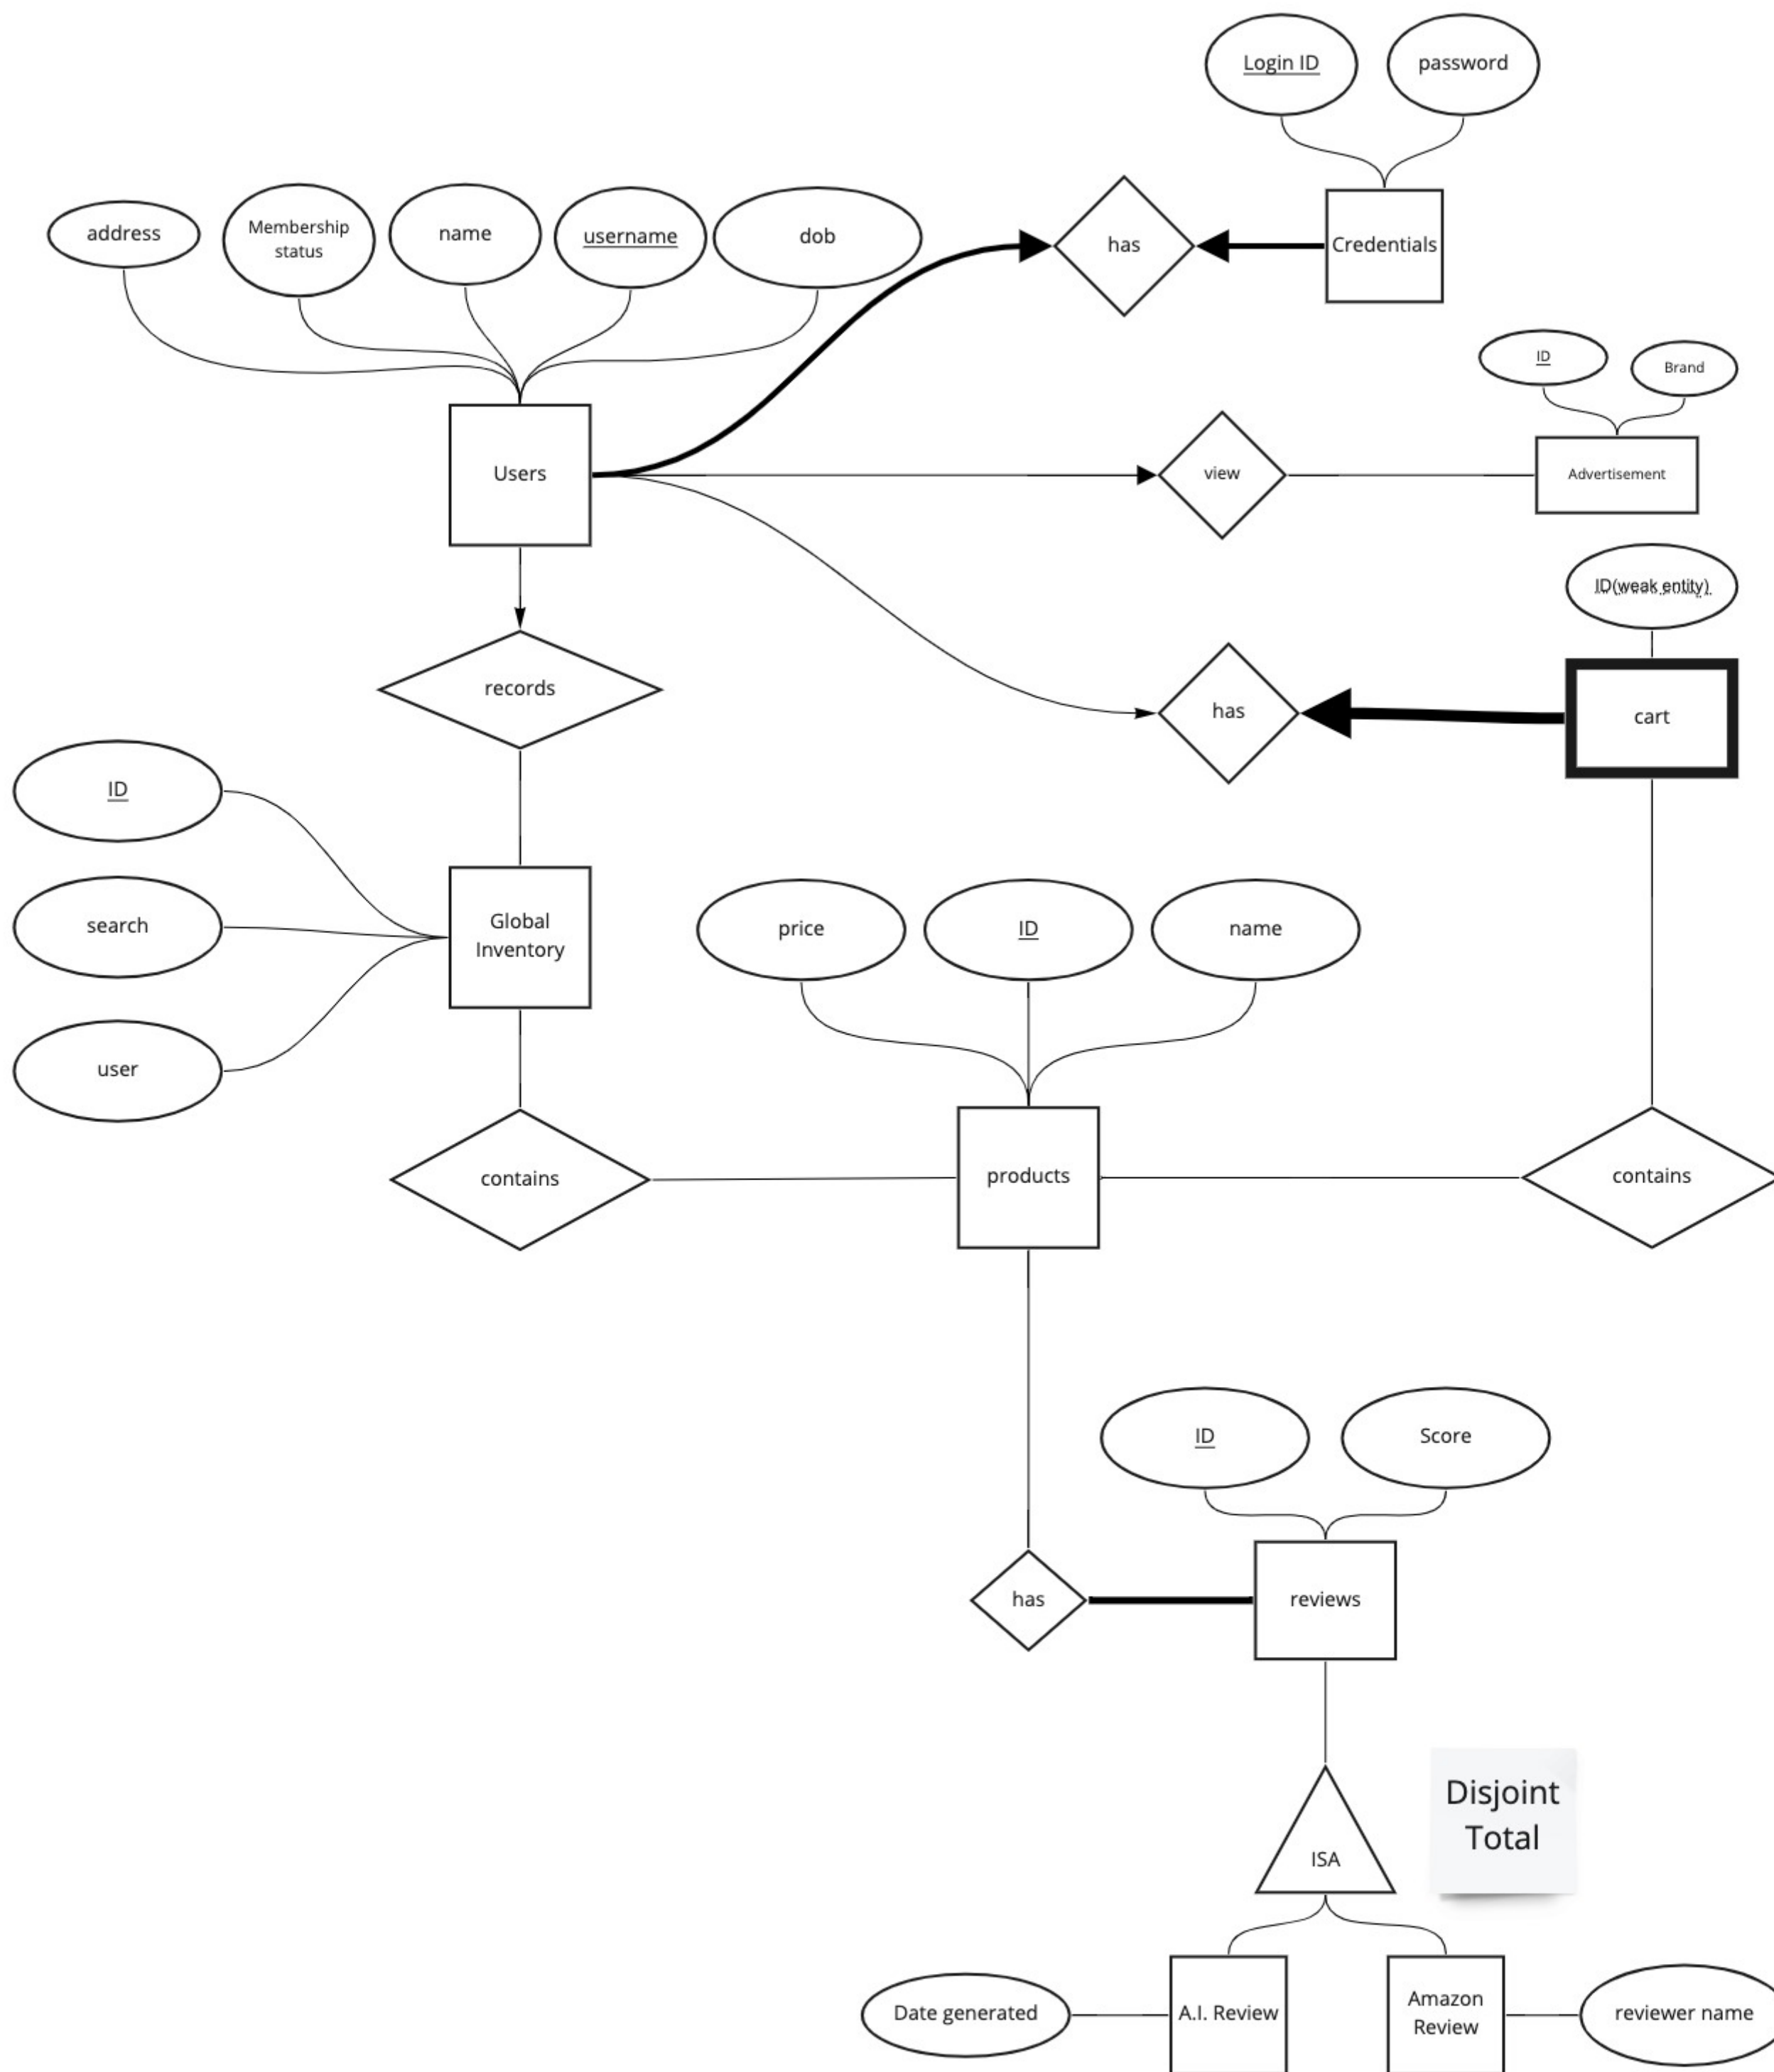 Login ID
password
address
Membership
status
name
username
dob
has
Credentials
ID
Brand
Users
view
Advertisement
ID(weak entity)
records
has
cart
ID
search
Global
Inventory
user
price
ID
name
contains
products
contains
ID
Score
has
reviews
Disjoint
Total
ISA
Date generated
A.I. Review
Amazon
Review
reviewer name